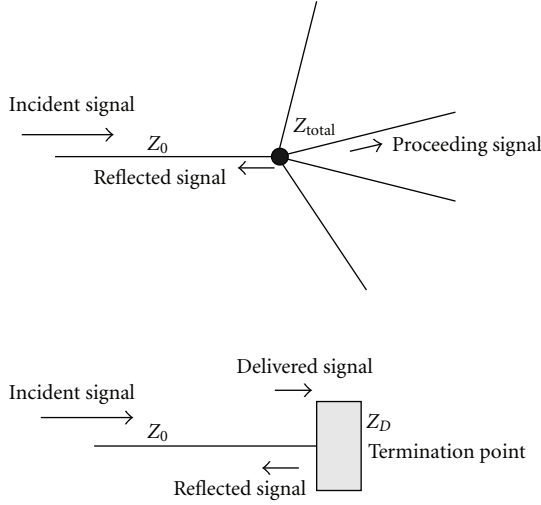 Incident signal
Z0
Ztotal
Proceeding signal
Reflected signal
Delivered signal
Incident signal
Z0
ZD
Termination point
Reflected signal